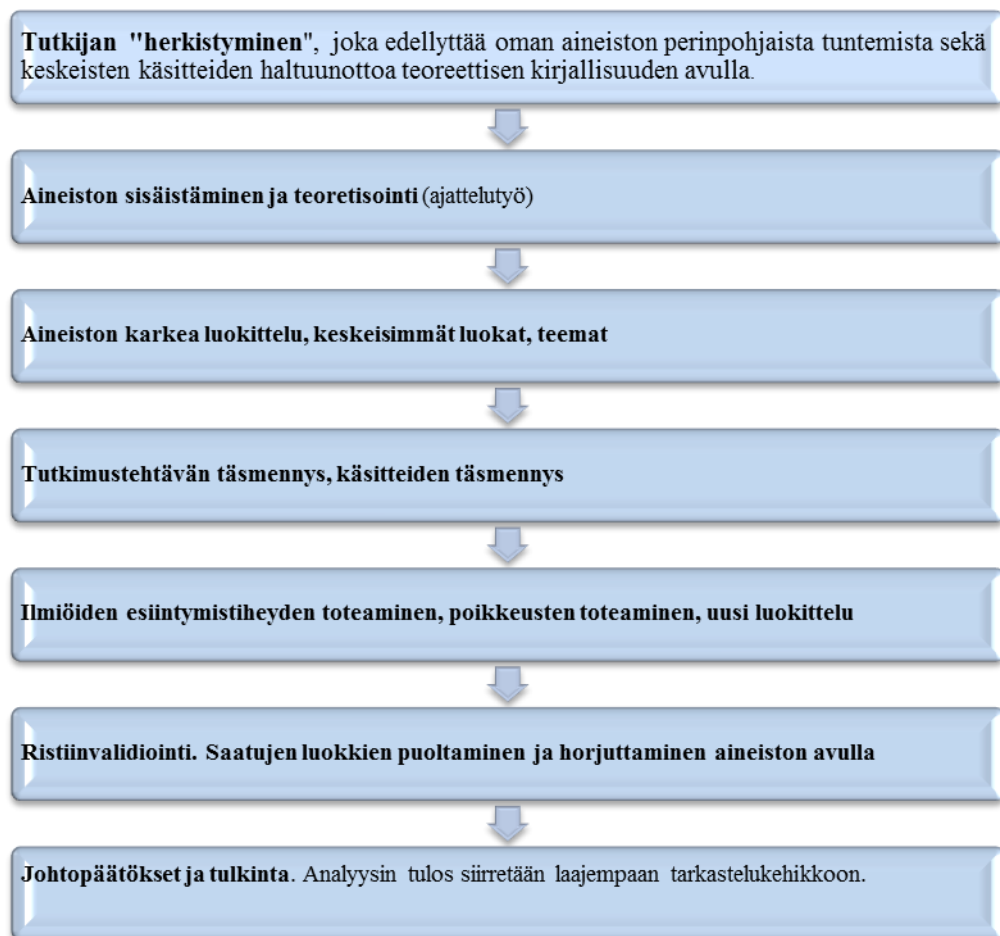 Tutkijan "herkistyminen", joka edellyttää oman aineiston perinpohjaista tuntemista sekä
keskeisten käsitteiden haltuunottoa teoreettisen kirjallisuuden avulla.
Aineiston sisäistäminen ja teoretisointi (ajattelutyö)
Aineiston karkea luokittelu, keskeisimmät luokat, teemat
Tutkimustehtävän täsmennys, käsitteiden täsmennys
Ilmiöiden esiintymistiheyden toteaminen, poikkeusten toteaminen, uusi luokittelu
Ristiinvalidiointi. Saatujen luokkien puoltaminen ja horjuttaminen aineiston avulla
Johtopäätökset ja tulkinta. Analyysin tulos siirretään laajempaan tarkastelukehikkoon.